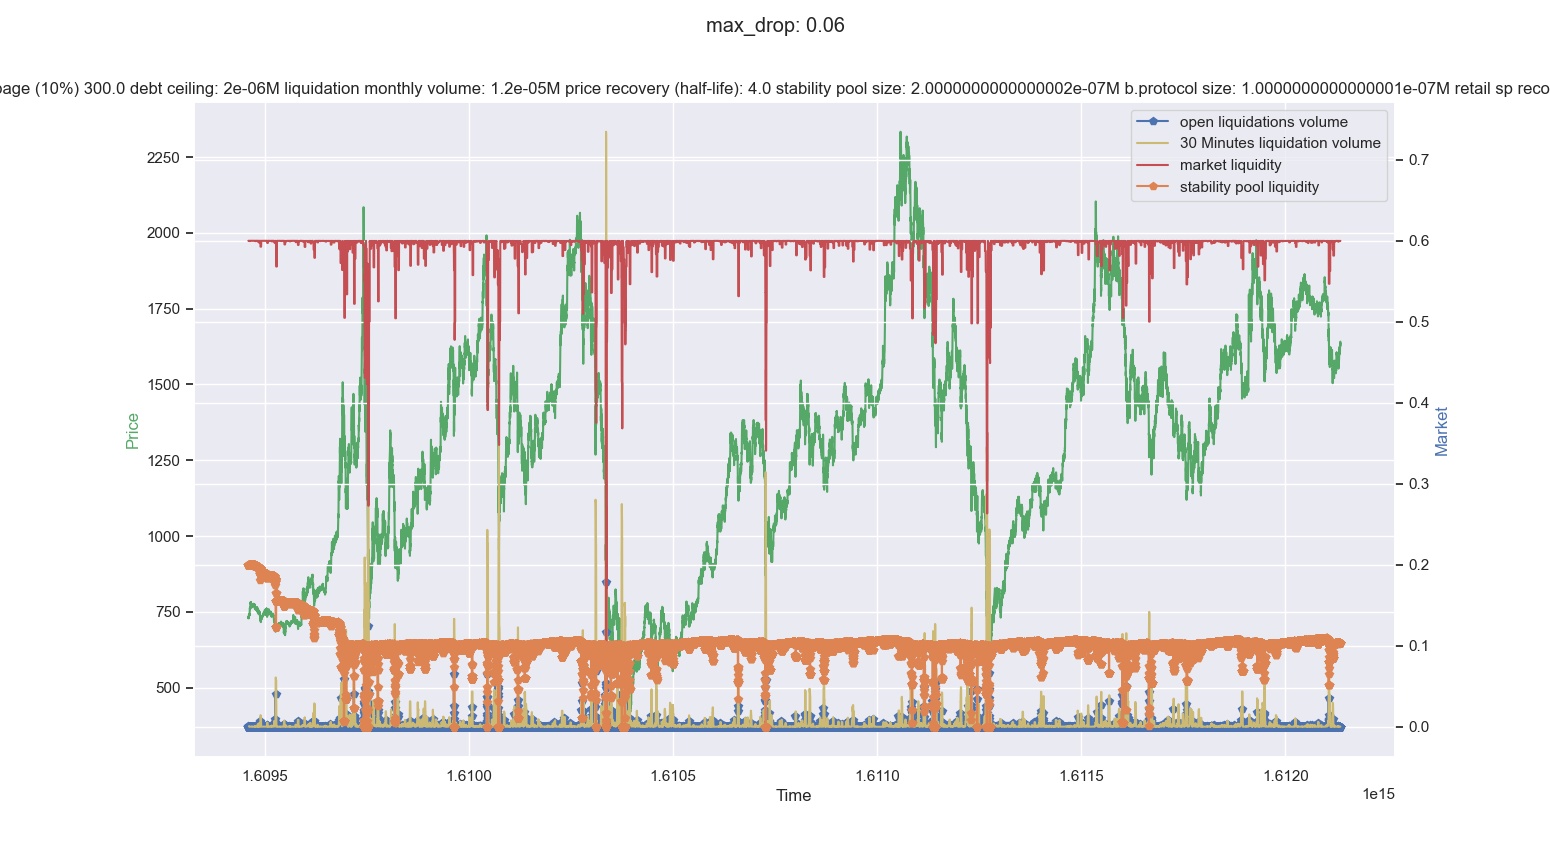 max_drop: 0.06
(10%) 300.0 debt ceiling: 2e-06M liquidation monthly volume: 1.2e-05M price recovery (half-life): 4.0 stability pool size: 2.0000000000000002e-07M b.protocol size: 1.0000000000000001e-07M retail sp
open liquidations volume
30 Minutes liquidation volume
market liquidity
stability pool liquidity
2250
2000
1750
1500
1250
1000
750
500
Price
0.7
0.6
0.5
0.4
0.3
0.2
0.1
0.0
Market
1.6095 1.6100 1.6105 1.6110 1.6115 1.6120
Time
1e15